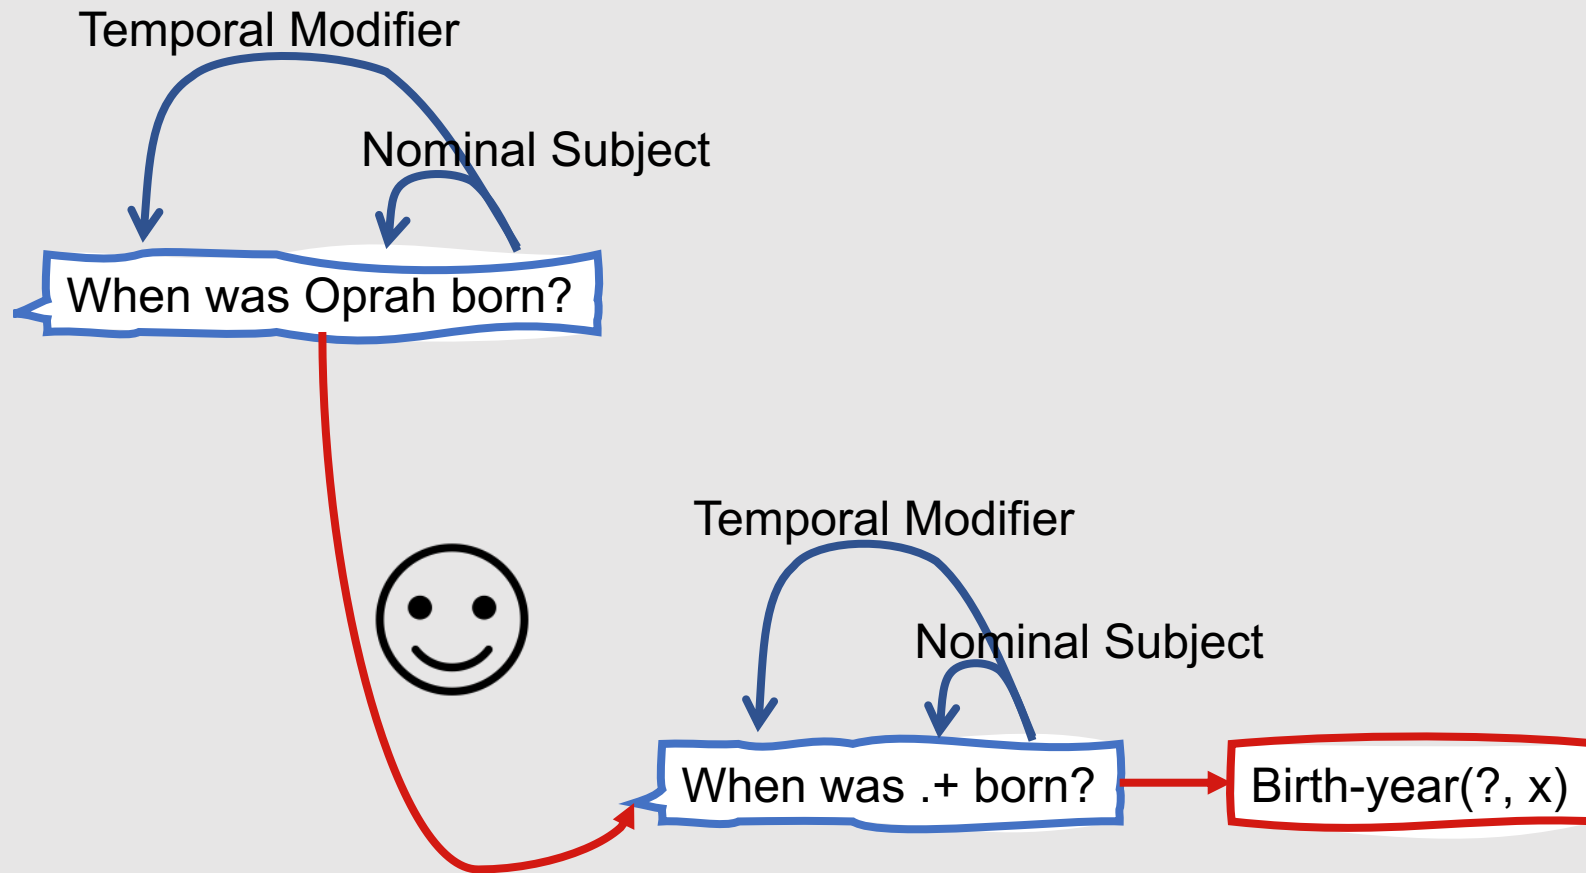 Temporal Modifier
Nominal Subject
When was Oprah born?
Temporal Modifier
Nominal Subject
When was .+ born?
Birth-year(?, x)